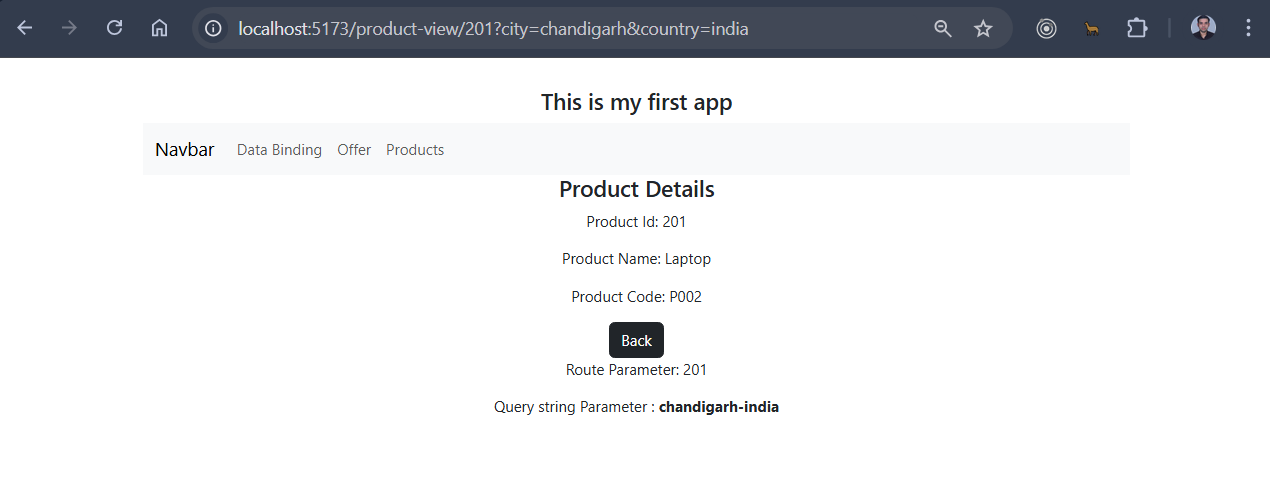 localhost:5173/product-view/201?city=chandigarh&country=india
This is my first app
Navbar Data Binding Offer Products
Product Details
Product Id: 201
Product Name: Laptop
Product Code: P002
Back
Route Parameter: 201
Query string Parameter : chandigarh-india